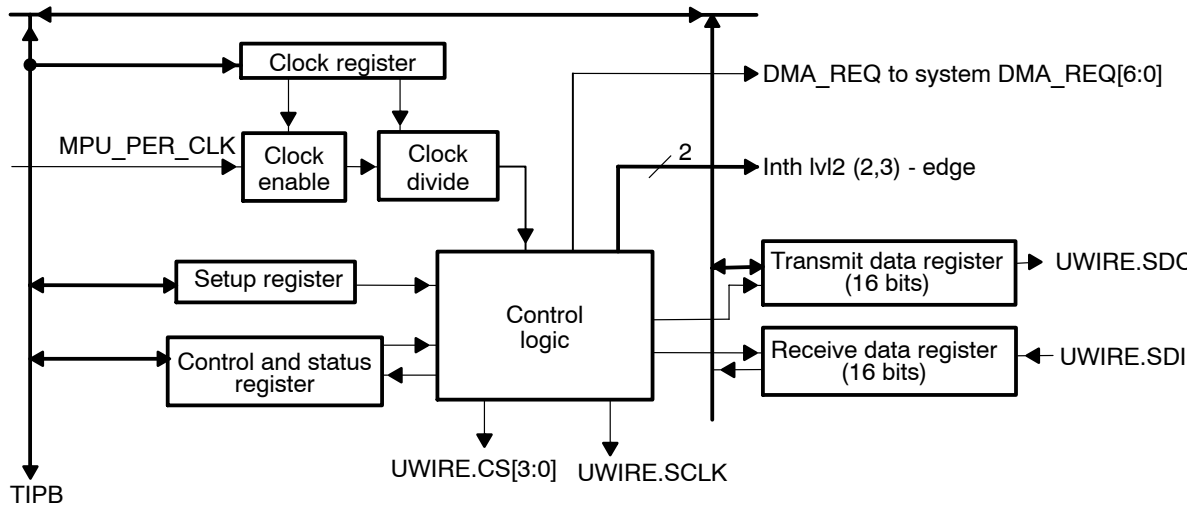 Clock register
DMA_REQ to system DMA_REQ[6:0]
MPU_PER_CLK
Clock
enable
Clock
divide
2
Inth lvl2 (2,3) - edge
Setup register
Control
logic
Transmit data register
(16 bits)
UWIRE.SDO
Control and status
register
Receive data register
(16 bits)
UWIRE.SDI
UWIRE.CS[3:0]
UWIRE.SCLK
TIPB